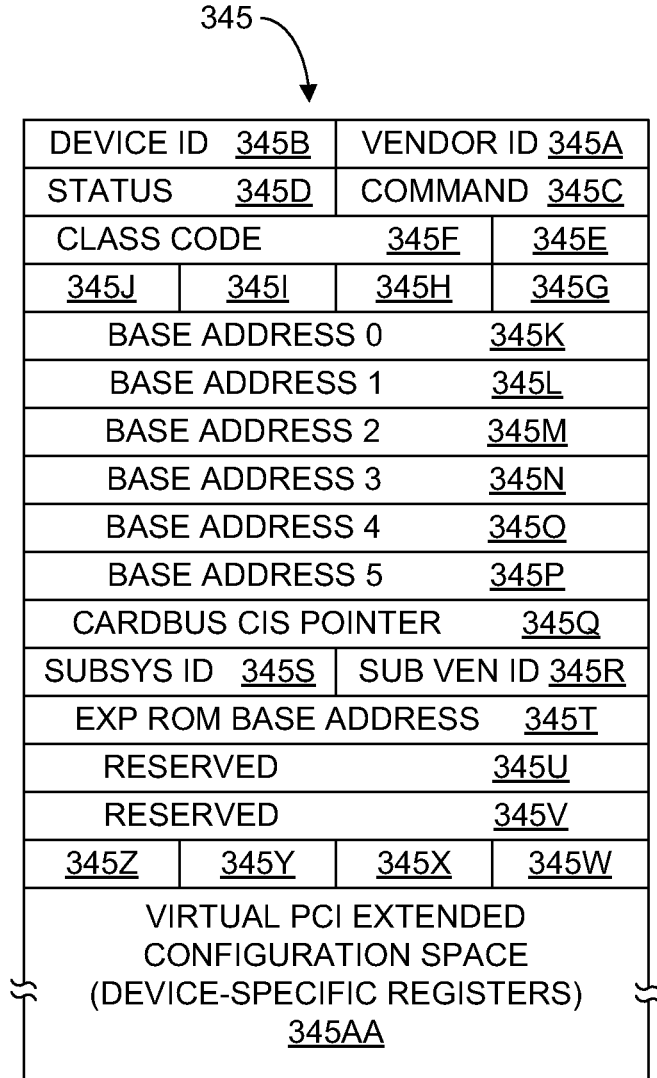 345
DEVICE ID 345B VENDOR ID 345A
STATUS 345D COMMAND 345C
CLASS CODE 345F 345E
345J 345I 345H 345G
BASE ADDRESS 0 345K
BASE ADDRESS 1 345L
BASE ADDRESS 2 345M
BASE ADDRESS 3 345N
BASE ADDRESS 4 345O
BASE ADDRESS 5 345P
CARDBUS CIS POINTER 345Q
SUBSYS ID 345S SUB VEN ID 345R
EXP ROM BASE ADDRESS 345T
RESERVED 345U
RESERVED 345V
345Z 345Y 345X 345W
VIRTUAL PCI EXTENDED
CONFIGURATION SPACE
(DEVICE-SPECIFIC REGISTERS)
345AA